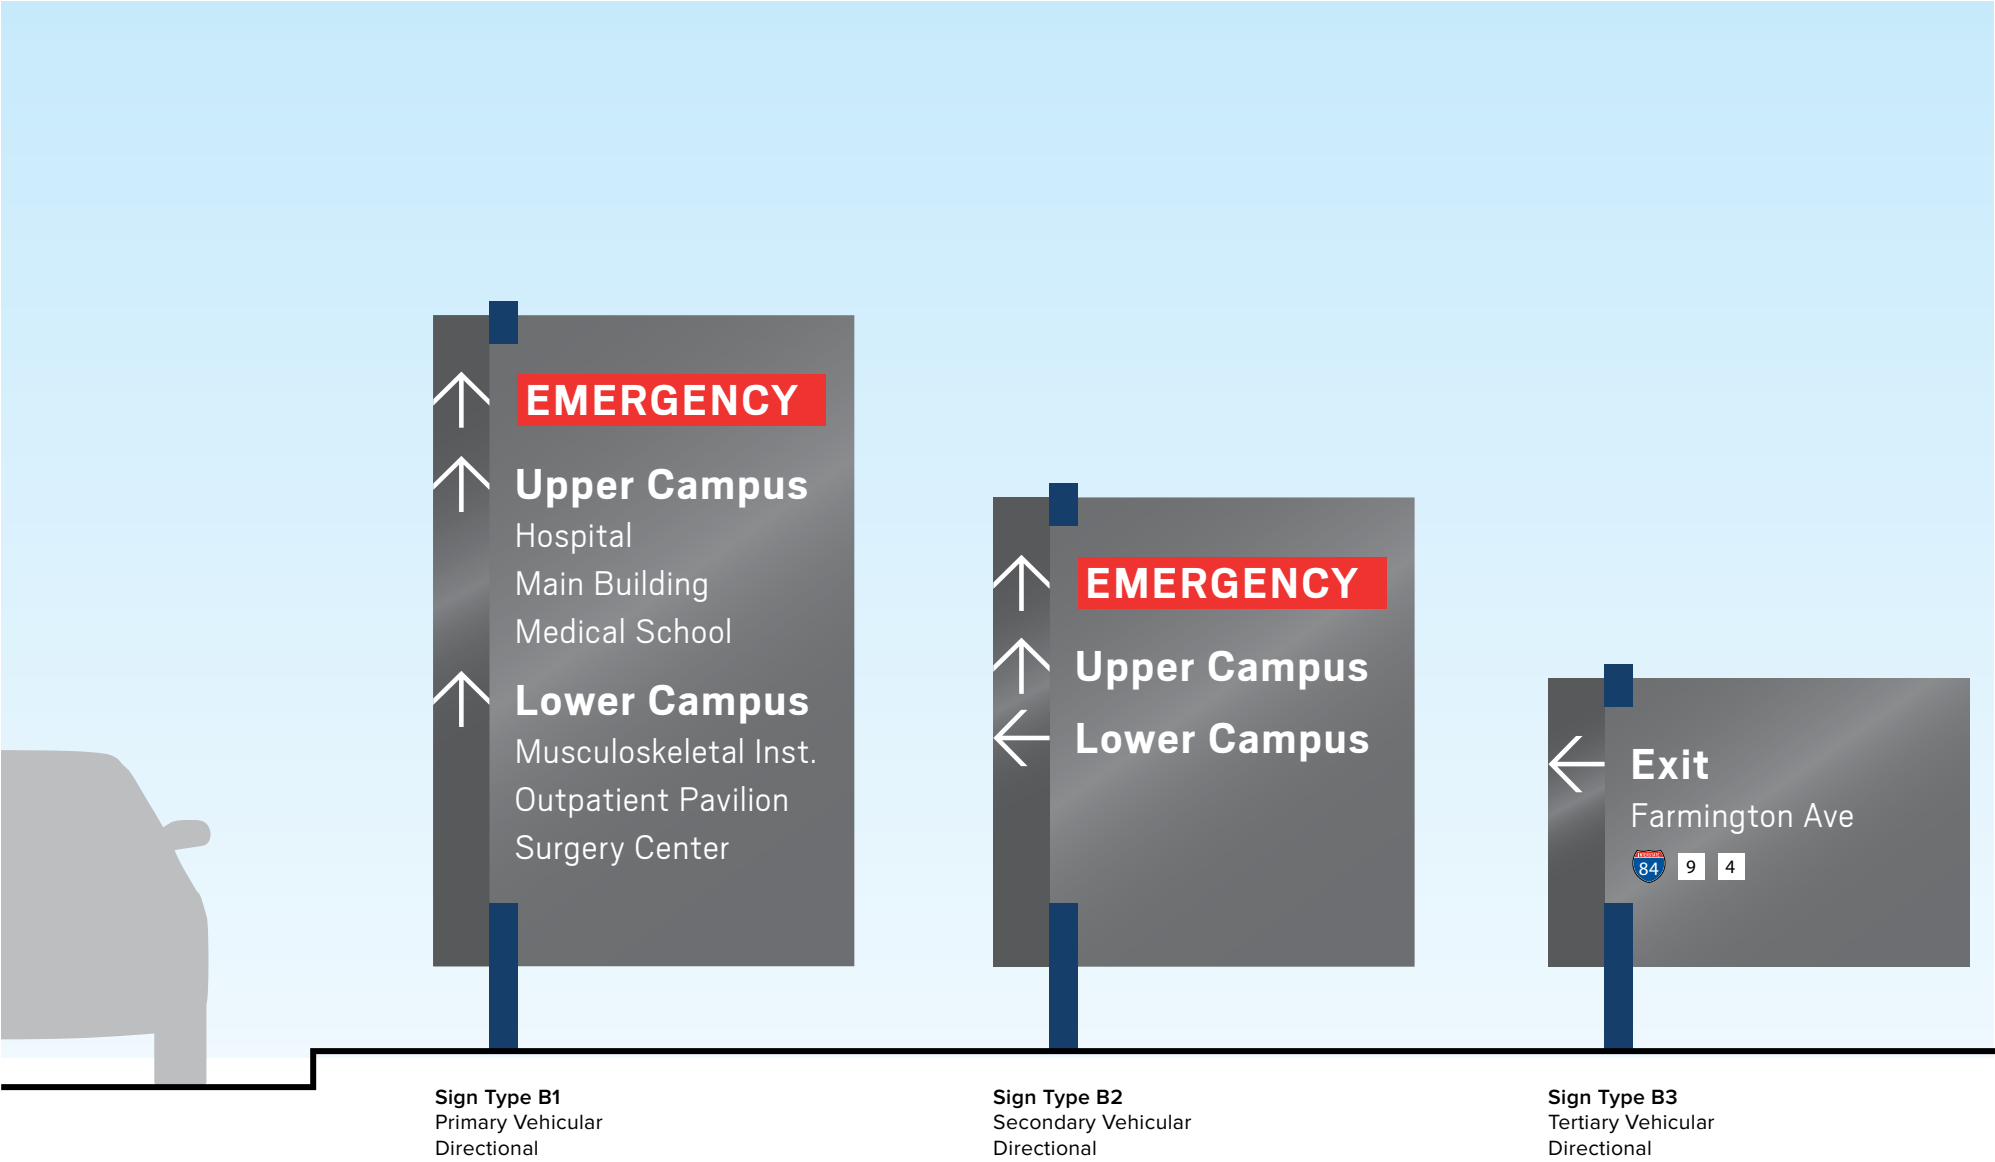 EMERGENCY
Upper Campus
Hospital
Main Building
Medical School
Lower Campus
Musculoskeletal Inst.
Outpatient Pavilion
Surgery Center
EMERGENCY
Upper Campus
Lower Campus
Exit
Farmington Ave
84 9 4
Sign Type B1
Primary Vehicular
Directional
Sign Type B2
Secondary Vehicular
Directional
Sign Type B3
Tertiary Vehicular
Directional